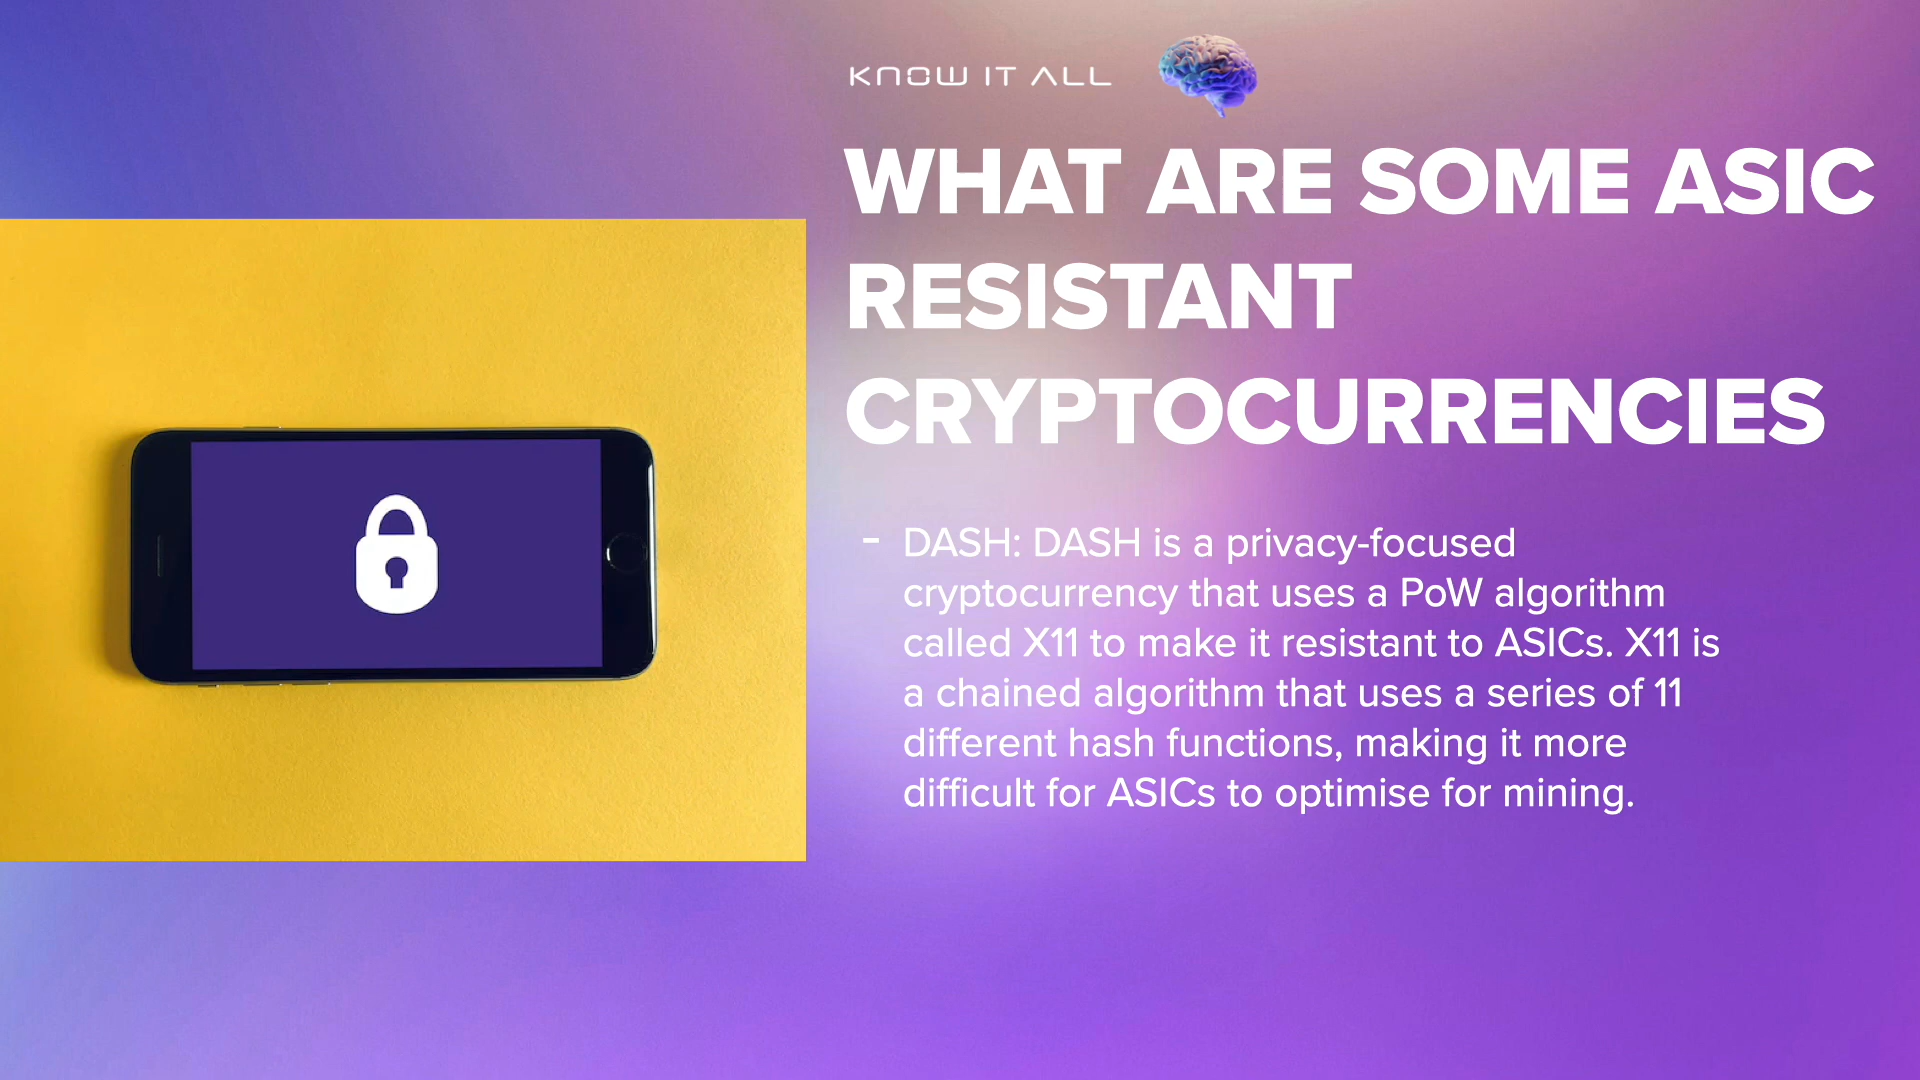 KNOW IT ALL
WHAT ARE SOME ASIC
RESISTANT
CRYPTOCURRENCIES
- DASH: DASH is a privacy-focused
cryptocurrency that uses a PoW algorithm
called X11 to make it resistant to ASICs. X11 is
a chained algorithm that uses a series of 11
different hash functions, making it more
difficult for ASICs to optimise for mining.